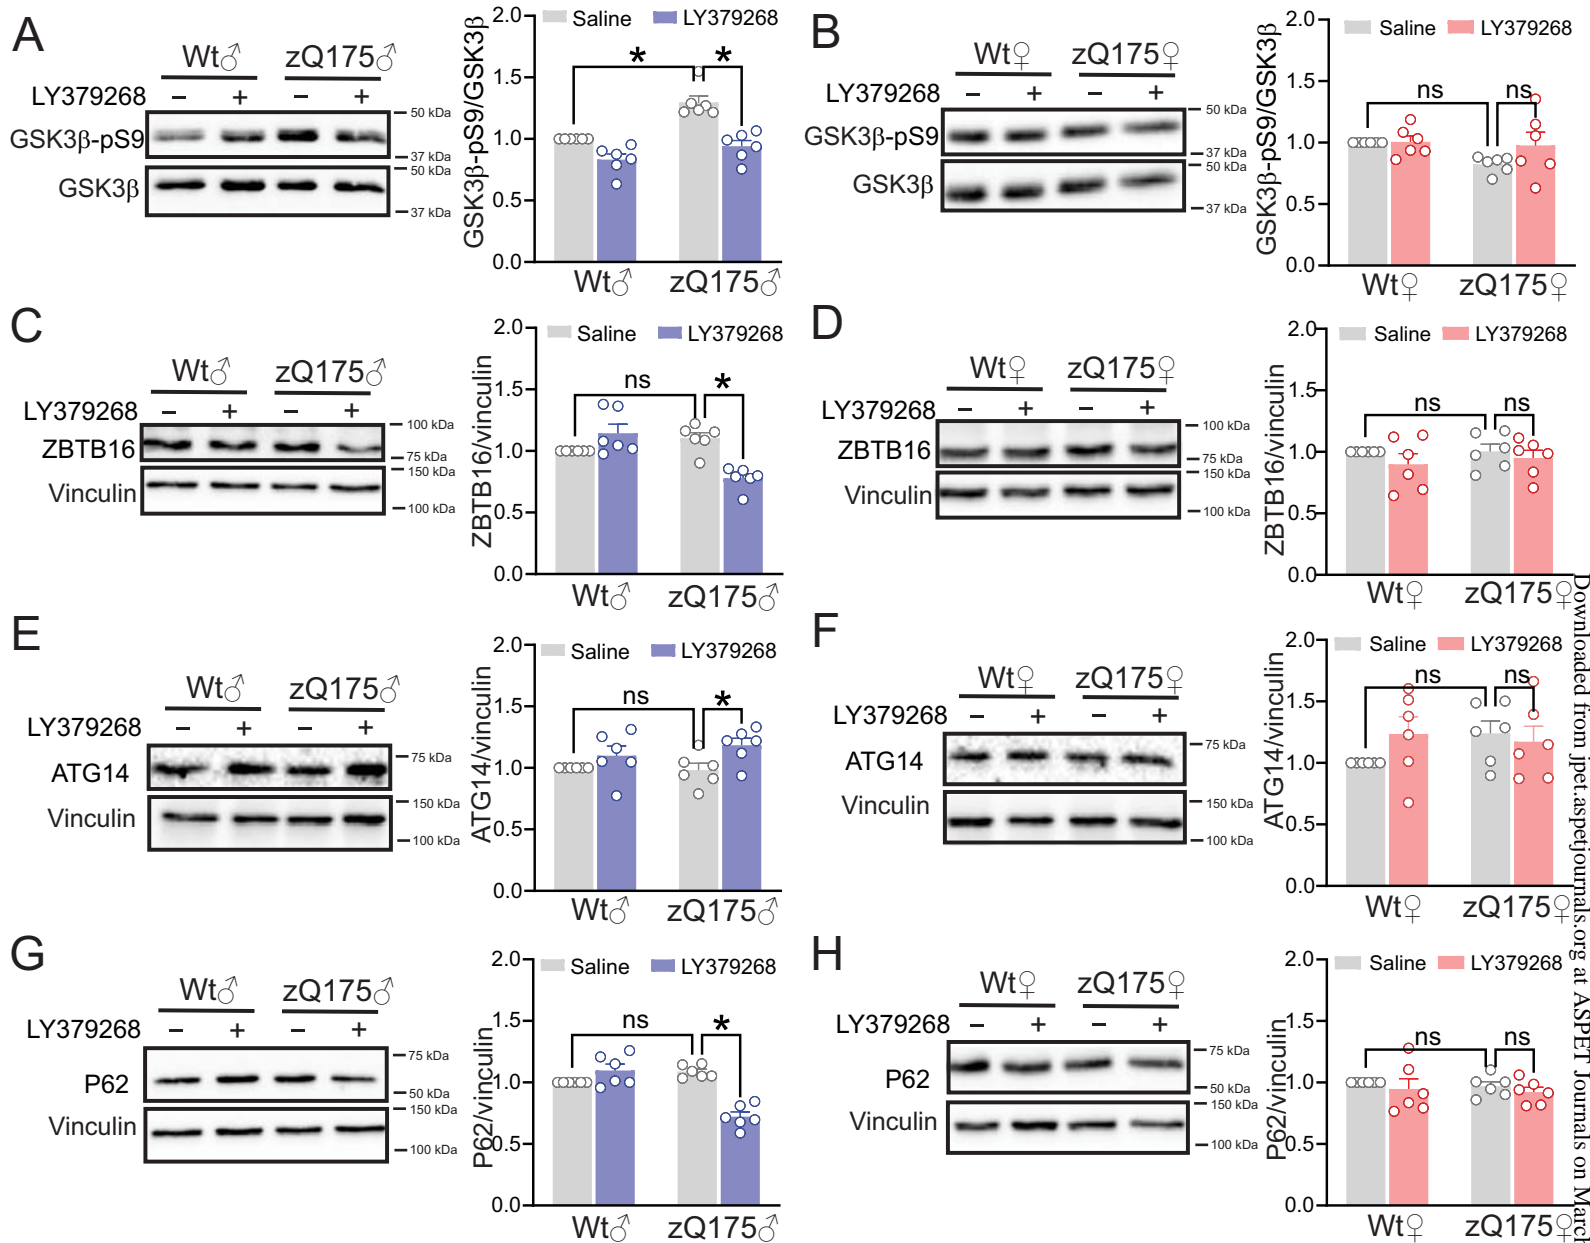 A
Wt♂ zQ175♂
LY379268 – + – +
GSK3β-pS9
50 kDa
37 kDa
GSK3β
50 kDa
37 kDa
GSK3β-pS9/GSK3β
Saline LY379268
2.0
1.5
1.0
0.5
0.0
* *
Wt♂ zQ175♂
B
Wt♀ zQ175♀
LY379268 – + – +
GSK3β-pS9
50 kDa
37 kDa
GSK3β
50 kDa
37 kDa
GSK3β-pS9/GSK3β
Saline LY379268
2.0
1.5
1.0
0.5
0.0
ns ns
Wt♀ zQ175♀
C
Wt♂ zQ175♂
LY379268 – + – +
ZBTB16
100 kDa
75 kDa
Vinculin
150 kDa
100 kDa
ZBTB16/vinculin
Saline LY379268
2.0
1.5
1.0
0.5
0.0
ns *
Wt♂ zQ175♂
D
Wt♀ zQ175♀
LY379268 – + – +
ZBTB16
100 kDa
75 kDa
Vinculin
150 kDa
100 kDa
ZBTB16/vinculin
Saline LY379268
2.0
1.5
1.0
0.5
0.0
ns ns
Wt♀ zQ175♀
E
Wt♂ zQ175♂
LY379268 – + – +
ATG14
75 kDa
Vinculin
150 kDa
100 kDa
ATG14/vinculin
Saline LY379268
2.0
1.5
1.0
0.5
0.0
ns *
Wt♂ zQ175♂
F
Wt♀ zQ175♀
LY379268 – + – +
ATG14
75 kDa
Vinculin
150 kDa
100 kDa
ATG14/vinculin
Saline LY379268
2.0
1.5
1.0
0.5
0.0
ns ns
Wt♀ zQ175♀
G
Wt♂ zQ175♂
LY379268 – + – +
P62
75 kDa
50 kDa
Vinculin
150 kDa
100 kDa
P62/vinculin
Saline LY379268
2.0
1.5
1.0
0.5
0.0
ns *
Wt♂ zQ175♂
H
Wt♀ zQ175♀
LY379268 – + – +
P62
75 kDa
50 kDa
Vinculin
150 kDa
100 kDa
P62/vinculin
Saline LY379268
2.0
1.5
1.0
0.5
0.0
ns ns
Wt♀ zQ175♀
Downloaded from jpet.aspetjournals.org at ASPET Journals on March